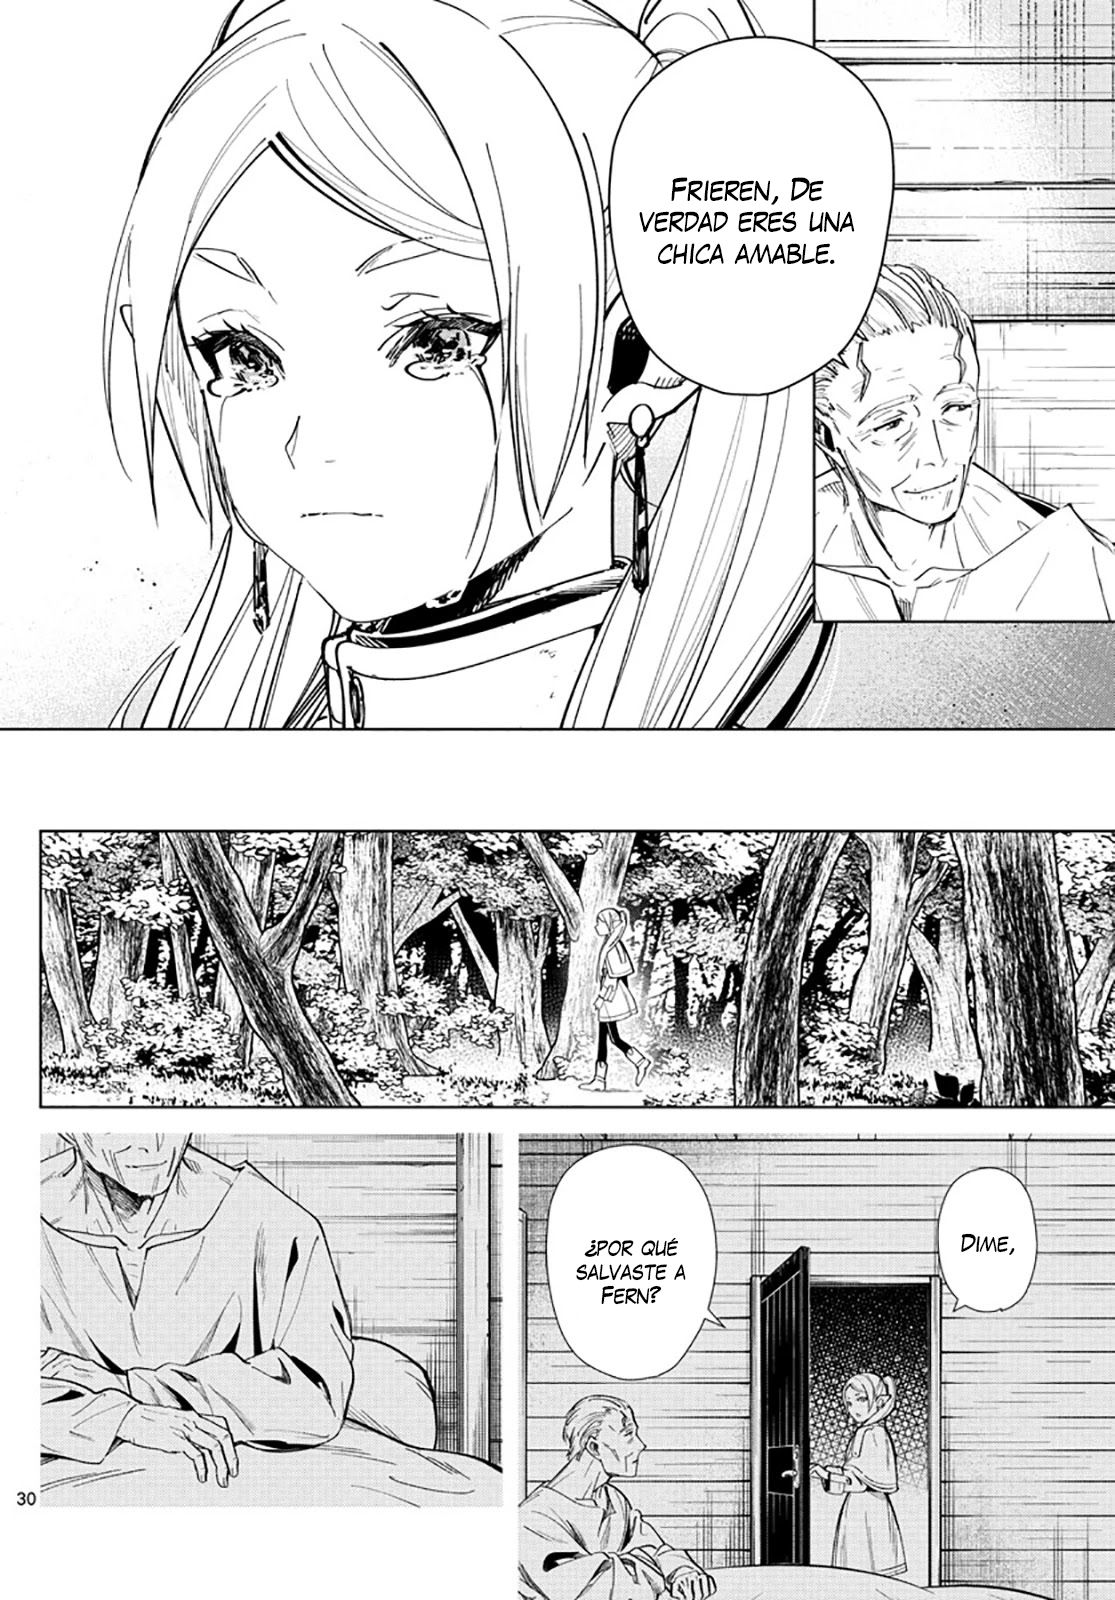 FRIEREN, DE
VERDAD ERES UNA
CHICA AMABLE.
DIME,
¿POR QUÉ
SALVASTE A
FERN?
30